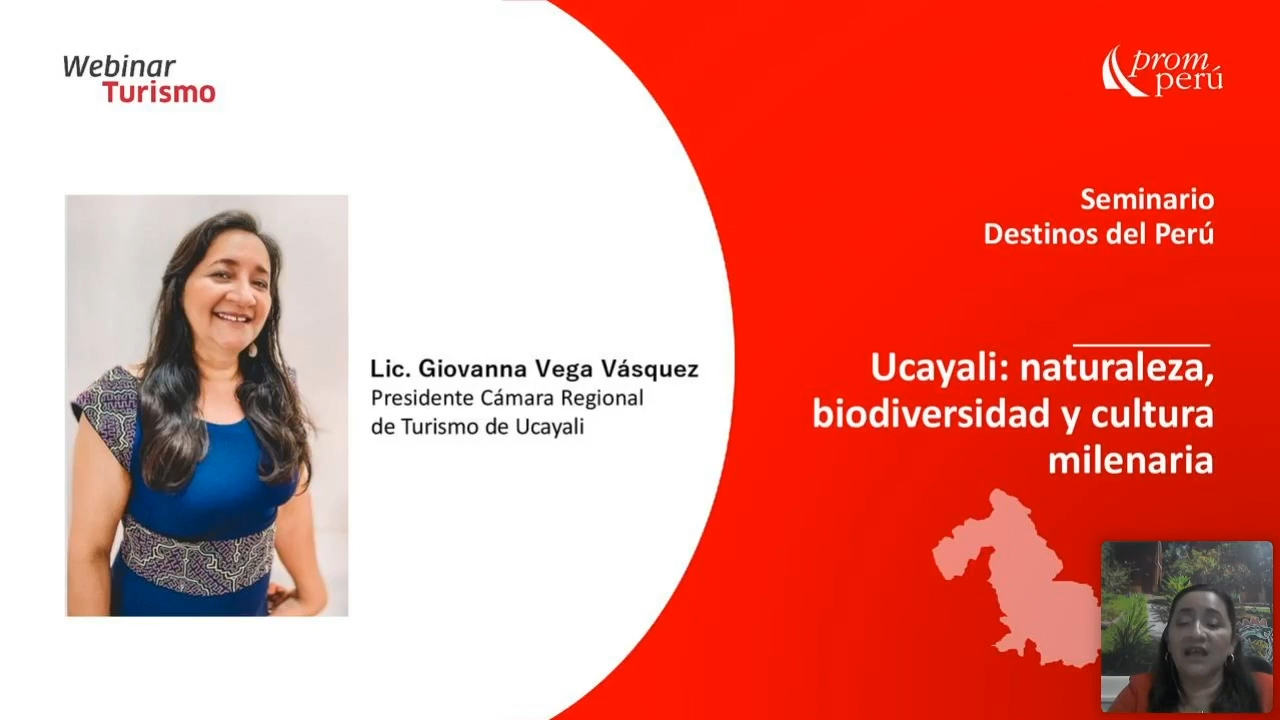 Webinar
Turismo
prom
perú
Seminario
Destinos del Perú
Lic. Giovanna Vega Vásquez
Presidente Cámara Regional
de Turismo de Ucayali
Ucayali: naturaleza,
biodiversidad y cultura
milenaria